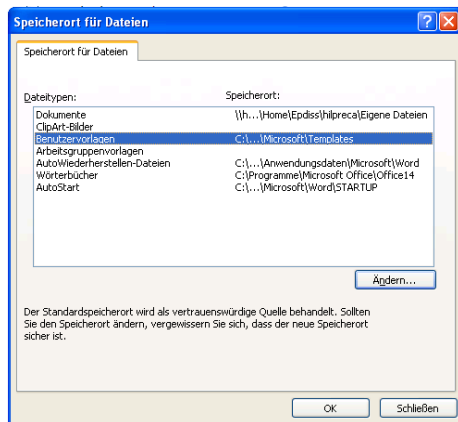 Speicherort für Dateien
Speicherort für Dateien
Dateitypen: Speicherort:
Dokumente \\h...\Home\Epdiss\hilpreca\Eigene Dateien
ClipArt-Bilder
Benutzervorlagen C:\...\Microsoft\Templates
Arbeitsgruppenvorlagen
AutoWiederherstellen-Dateien C:\...\Anwendungsdaten\Microsoft\Word
Wörterbücher C:\Programme\Microsoft Office\Office14
AutoStart C:\...\Microsoft\Word\STARTUP
Ändern...
Der Standardspeicherort wird als vertrauenswürdige Quelle behandelt. Sollten
Sie den Speicherort ändern, vergewissern Sie sich, dass der neue Speicherort
sicher ist.
OK Schließen